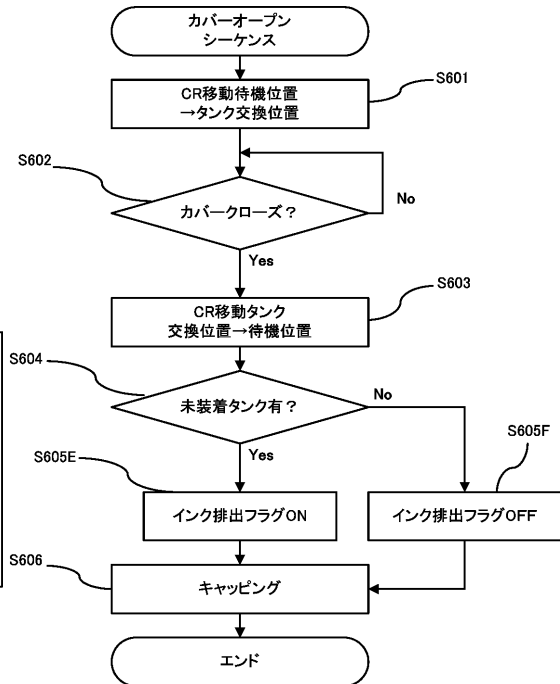 カバーオープン
シーケンス
S601
CR移動待機位置
→タンク交換位置
S602
カバークローズ？
No
Yes
S603
CR移動タンク
交換位置→待機位置
S604
未装着タンク有？
No
Yes
S605E
S605F
インク排出フラグON
インク排出フラグOFF
S606
キャッピング
エンド